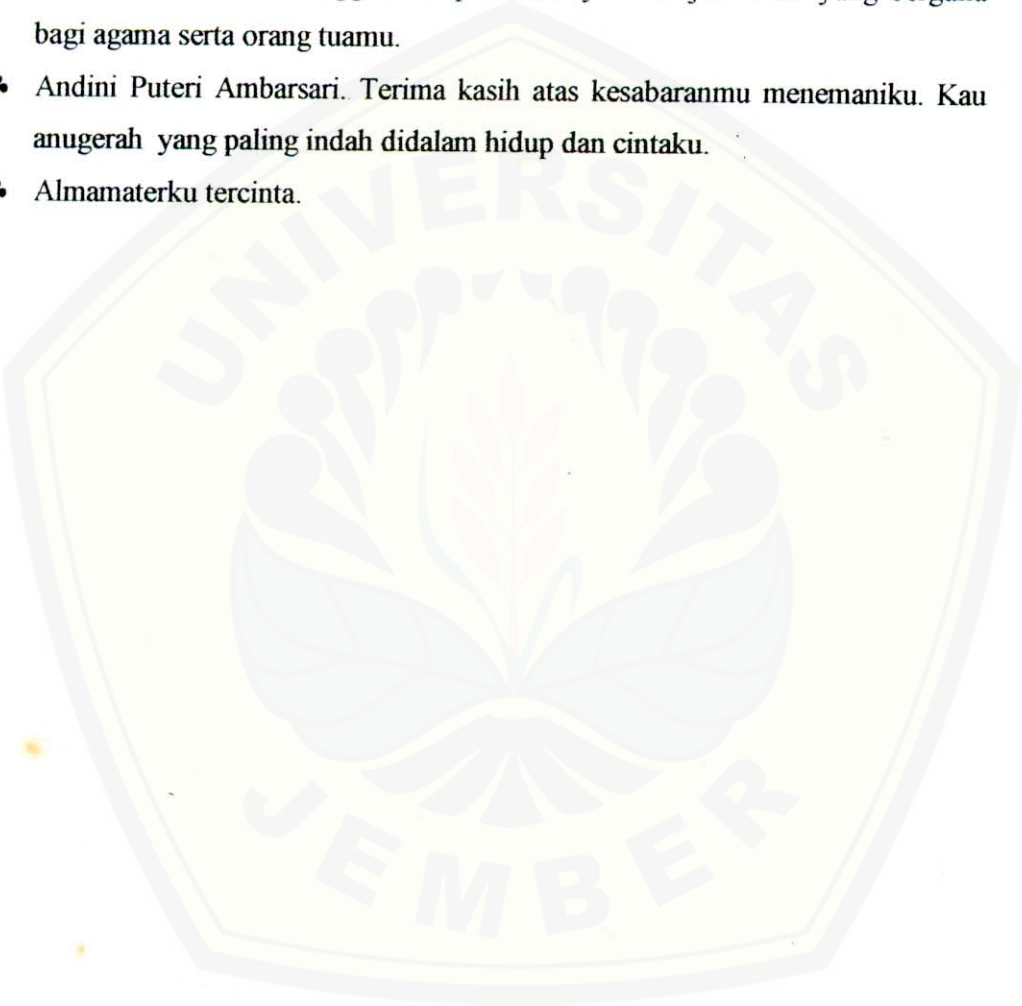 bagi agama serta orang tuamu.
Andini Puteri Ambarsari. Terima kasih atas kesabaranmu menemaniku. Kau
anugerah yang paling indah didalam hidup dan cintaku.
Almamaterku tercinta.
UNIVERSITAS
JEMBER